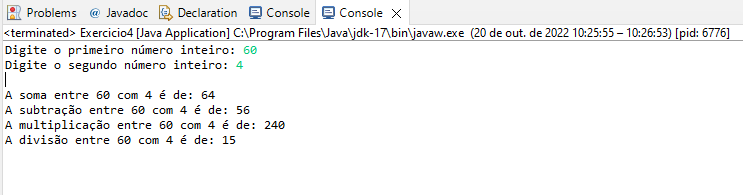 Problems @ Javadoc Declaration Console Console
<terminated> Exercicio4 [Java Application] C:\Program Files\Java\jdk-17\bin\javaw.exe (20 de out. de 2022 10:25:55 – 10:26:53) [pid: 6776]
Digite o primeiro número inteiro: 60
Digite o segundo número inteiro: 4
A soma entre 60 com 4 é de: 64
A subtração entre 60 com 4 é de: 56
A multiplicação entre 60 com 4 é de: 240
A divisão entre 60 com 4 é de: 15